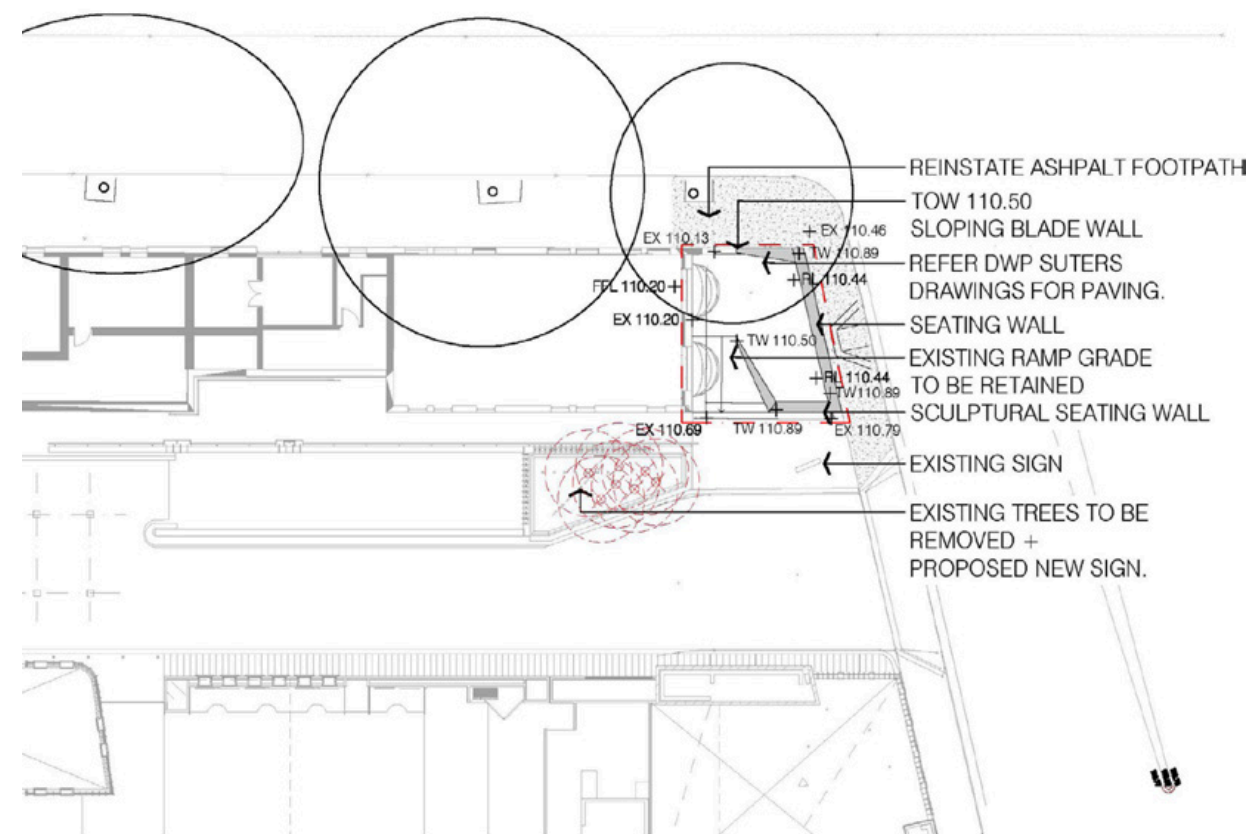 REINSTATE ASHPALT FOOTPATH
TOW 110.50
SLOPING BLADE WALL
EX 110.46
EX 110.13
TW 110.89
REFER DWP SUTERS
DRAWINGS FOR PAVING.
RL 110.44
FFL 110.20
EX 110.20
SEATING WALL
TW 110.50
EXISTING RAMP GRADE
TO BE RETAINED
RL 110.44
TW 110.89
SCULPTURAL SEATING WALL
EX 110.69
TW 110.89
EX 110.79
EXISTING SIGN
EXISTING TREES TO BE
REMOVED +
PROPOSED NEW SIGN.